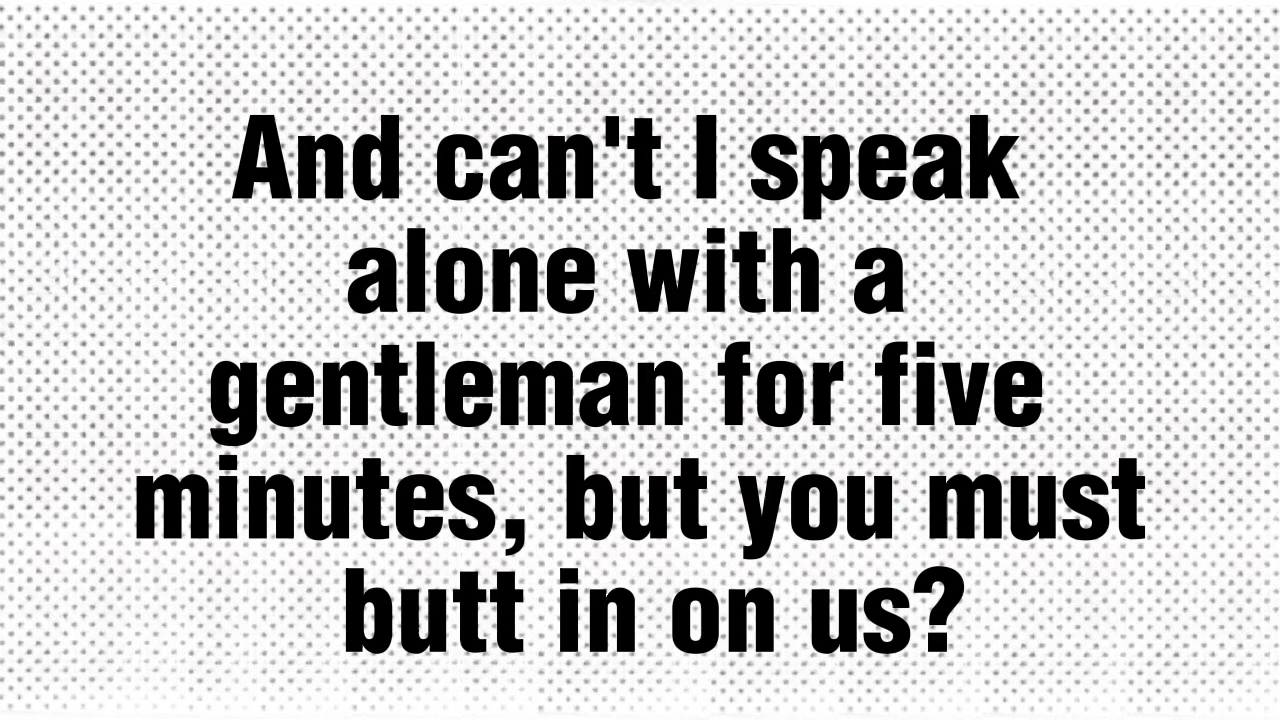 And can't I speak
alone with a
gentleman for five
minutes, but you must
butt in on us?